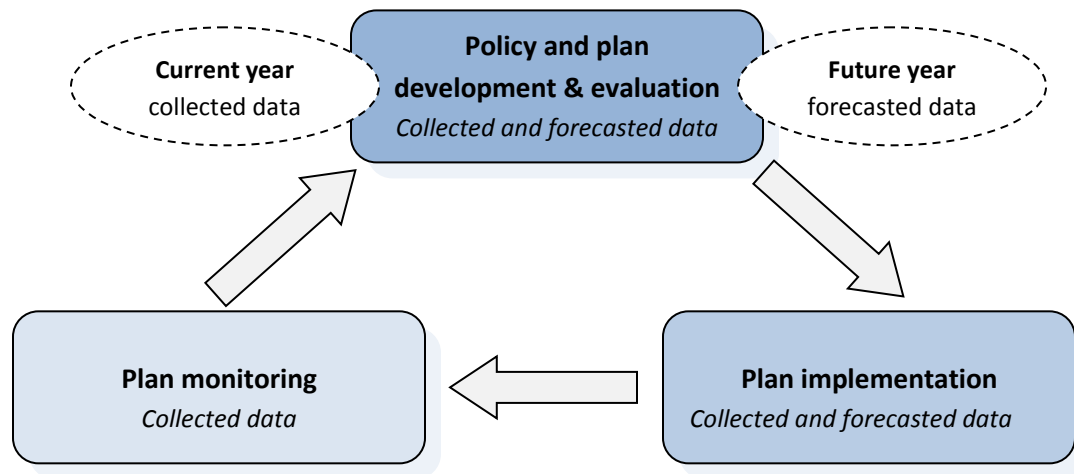 Current year
collected data
Policy and plan
development & evaluation
Collected and forecasted data
Future year
forecasted data
Plan monitoring
Collected data
Plan implementation
Collected and forecasted data